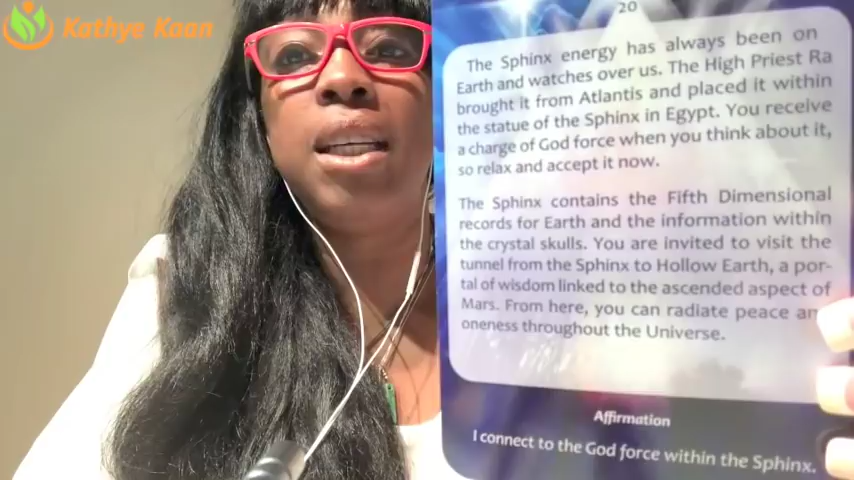 Kathye Kaan
20
The Sphinx energy has always been on
Earth and watches over us. The High Priest Ra
brought it from Atlantis and placed it within
the statue of the Sphinx in Egypt. You receive
a charge of God force when you think about it,
so relax and accept it now.
The Sphinx contains the Fifth Dimensional
records for Earth and the information within
the crystal skulls. You are invited to visit the
tunnel from the Sphinx to Hollow Earth, a por-
tal of wisdom linked to the ascended aspect of
Mars. From here, you can radiate peace an
oneness throughout the Universe.
Affirmation
I connect to the God force within the Sphinx.